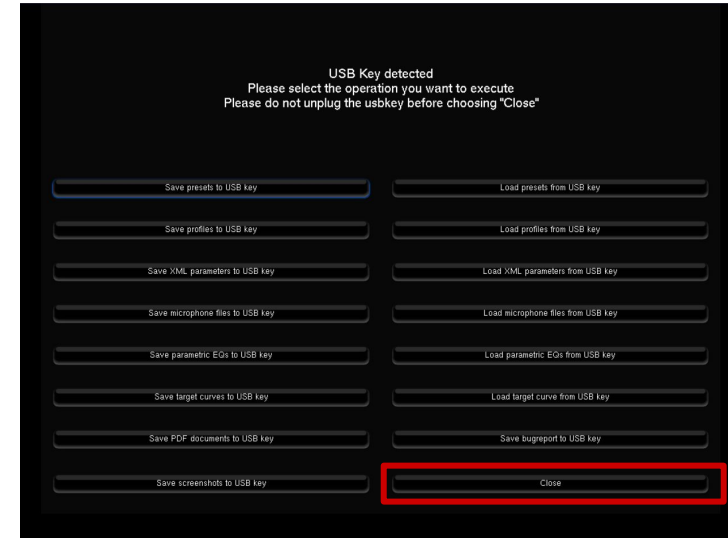 USB Key detected
Please select the operation you want to execute
Please do not unplug the usbkey before choosing "Close"
Save presets to USB key
Load presets from USB key
Save profiles to USB key
Load profiles from USB key
Save XML parameters to USB key
Load XML parameters from USB key
Save microphone files to USB key
Load microphone files from USB key
Save parametric EQs to USB key
Load parametric EQs from USB key
Save target curves to USB key
Load target curve from USB key
Save PDF documents to USB key
Save bugreport to USB key
Save screenshots to USB key
Close